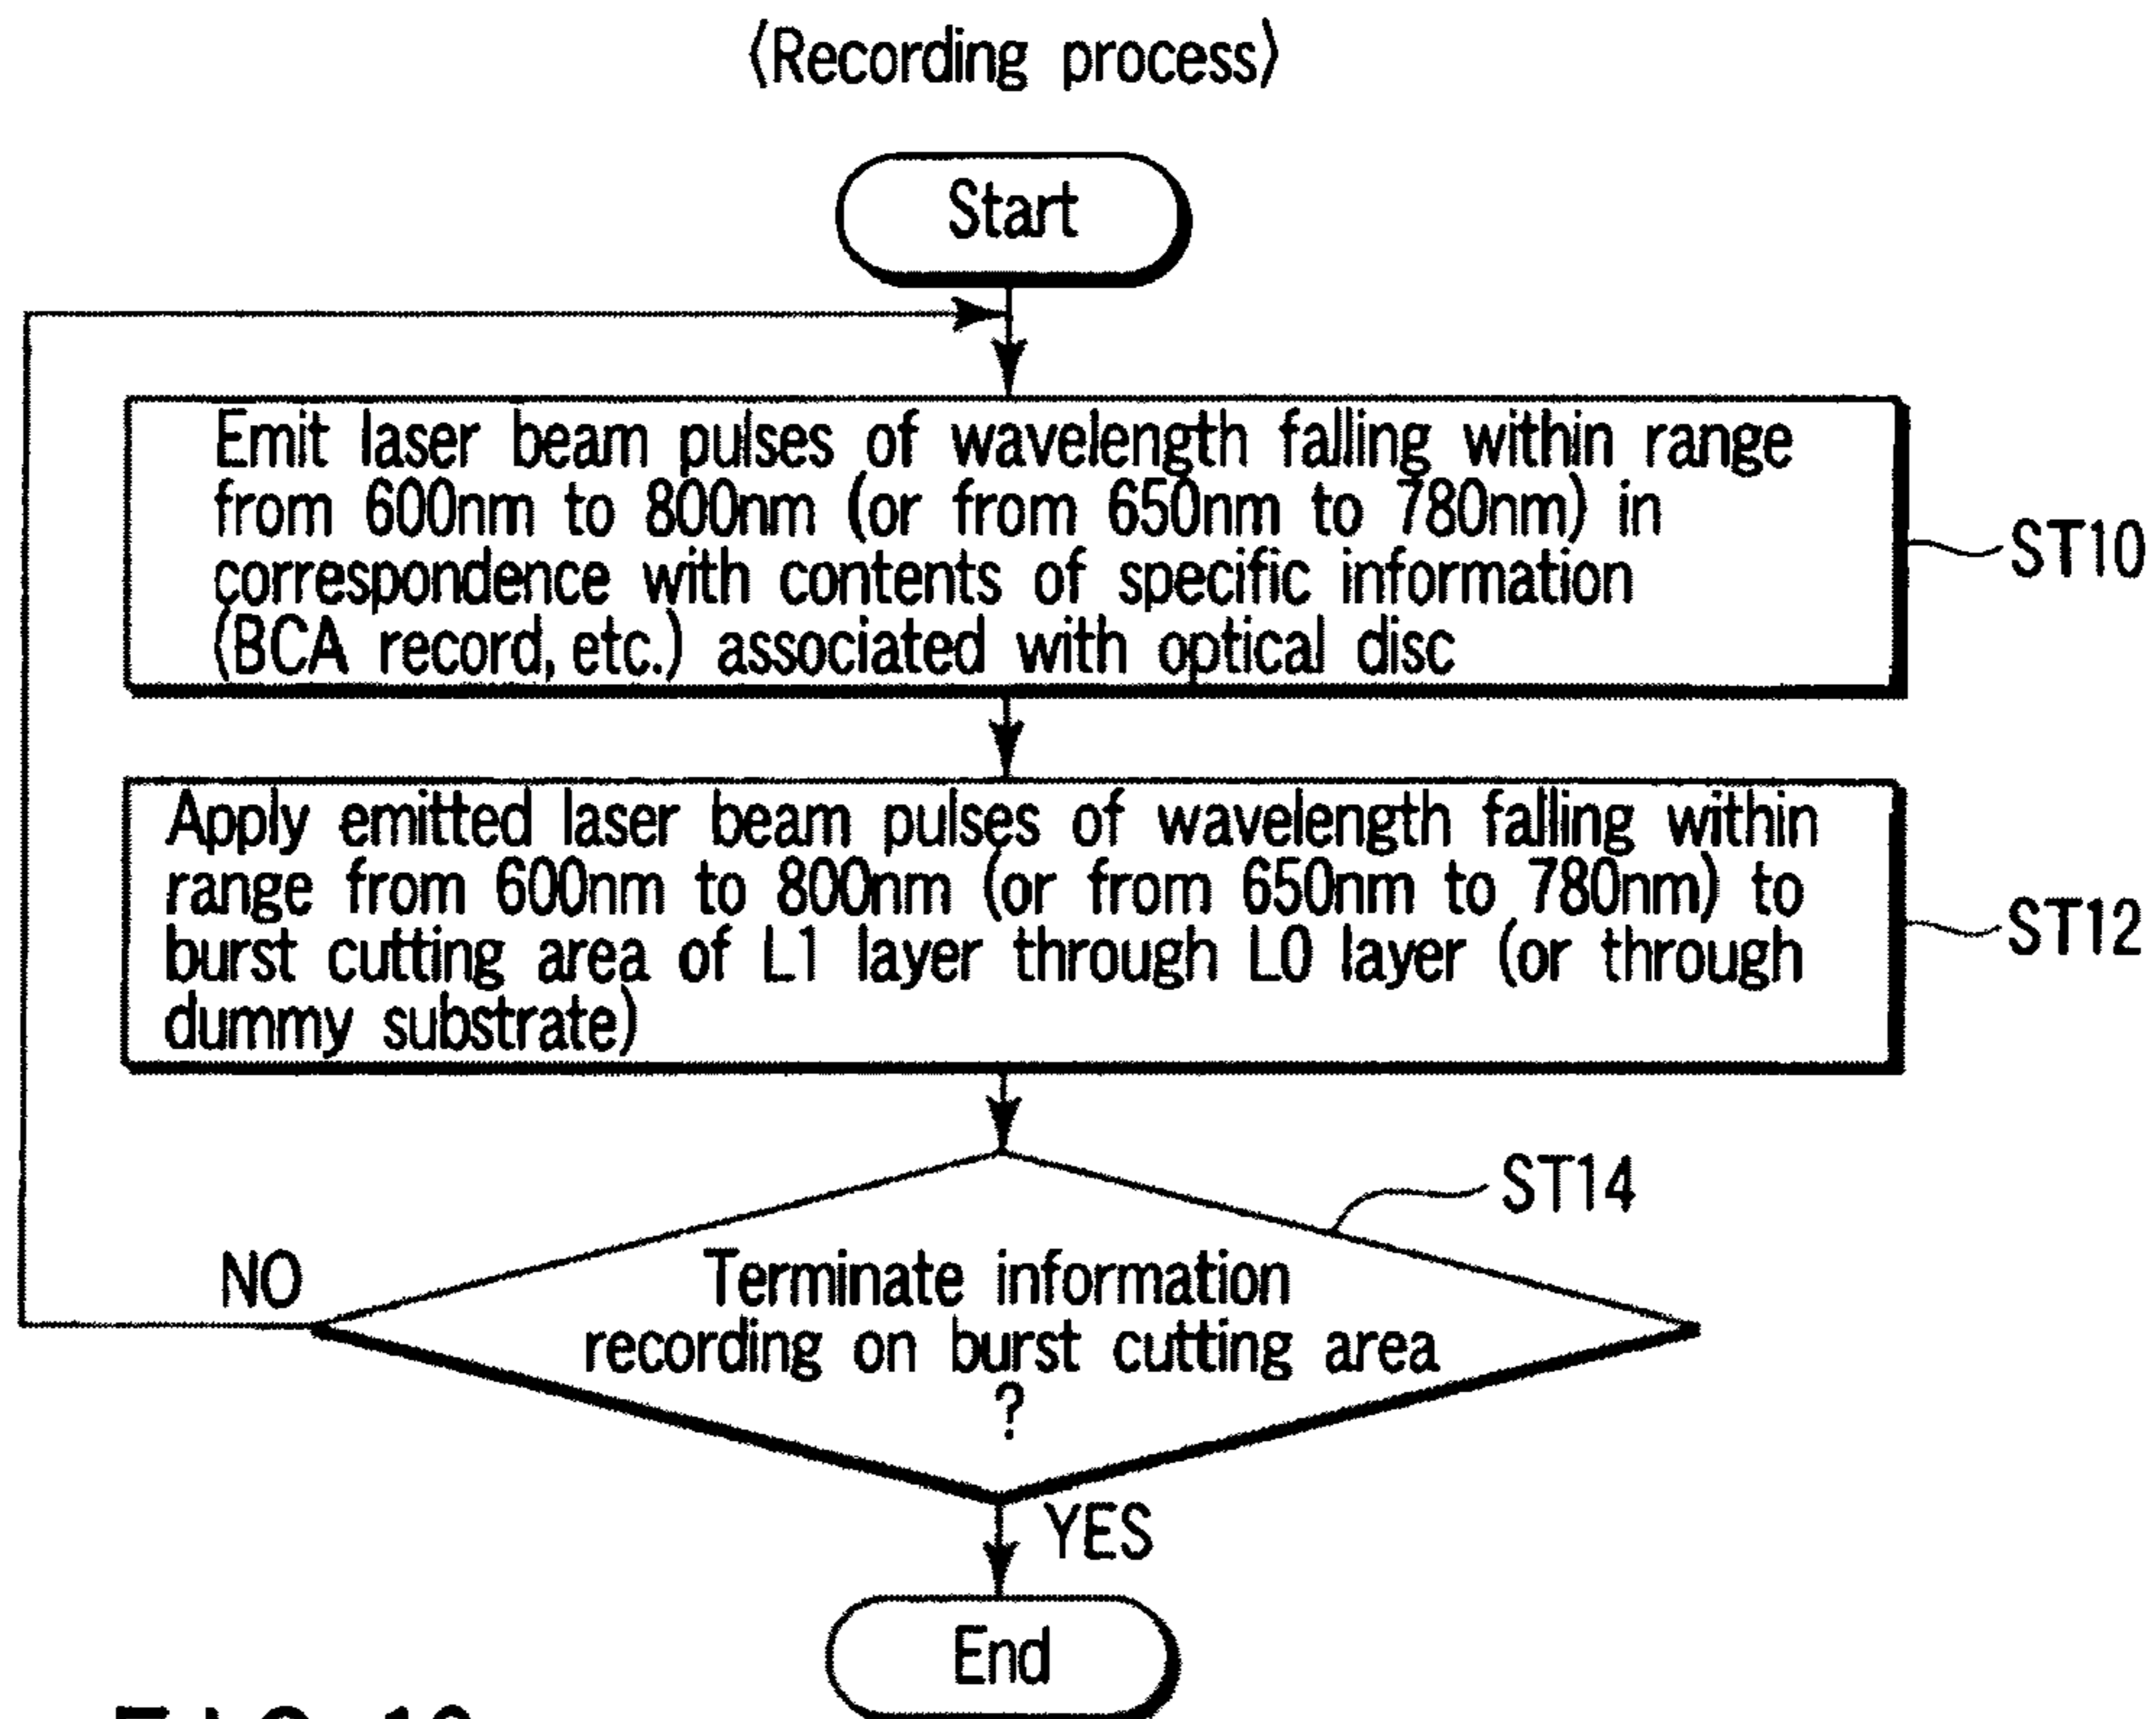 (Recording process)
Start
Emit laser beam pulses of wavelength falling within range
from 600nm to 800nm (or from 650nm to 780nm) in
correspondence with contents of specific information
(BCA record, etc.) associated with optical disc
ST10
Apply emitted laser beam pulses of wavelength falling within
range from 600nm to 800nm (or from 650nm to 780nm) to
burst cutting area of L1 layer through L0 layer (or through
dummy substrate)
ST12
ST14
NO
Terminate information
recording on burst cutting area
?
YES
End